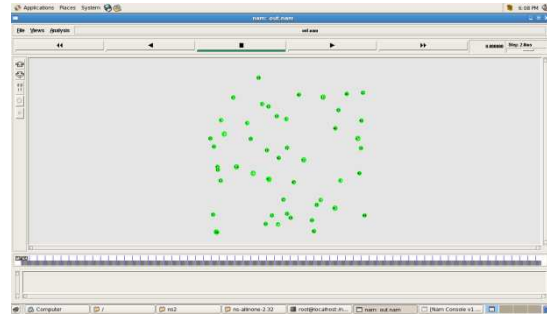 Applications Places System 6:08 PM
nam: out.nam
File Views Analysis out.nam
0.00000 Step: 2.0ms
Computer / ns2 ns-allinone-2.32 root@localhost:/n... nam: out.nam [Nam Console v1....